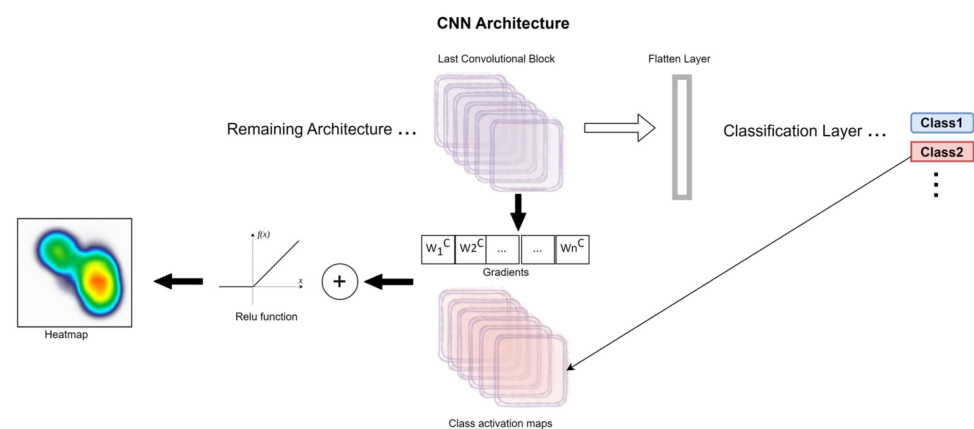 CNN Architecture
Last Convolutional Block
Flatten Layer
Remaining Architecture ...
Classification Layer ...
Class1
Class2
W1C
W2C
...
...
WnC
Gradients
f(x)
x
+
Relu function
Heatmap
Class activation maps